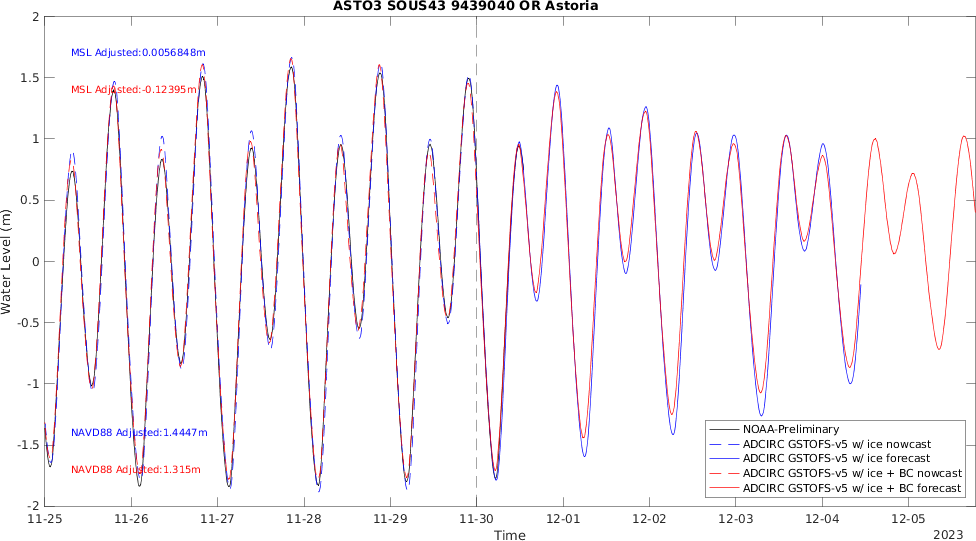 ASTO3 SOUS43 9439040 OR Astoria
2
1.5
1
0.5
0
-0.5
-1
-1.5
-2
Water Level (m)
MSL Adjusted:0.0056848m
MSL Adjusted:-0.12395m
NAVD88 Adjusted:1.4447m
NAVD88 Adjusted:1.315m
NOAA-Preliminary
ADCIRC GSTOFS-v5 w/ ice nowcast
ADCIRC GSTOFS-v5 w/ ice forecast
ADCIRC GSTOFS-v5 w/ ice + BC nowcast
ADCIRC GSTOFS-v5 w/ ice + BC forecast
11-25 11-26 11-27 11-28 11-29 11-30 12-01 12-02 12-03 12-04 12-05
Time
2023